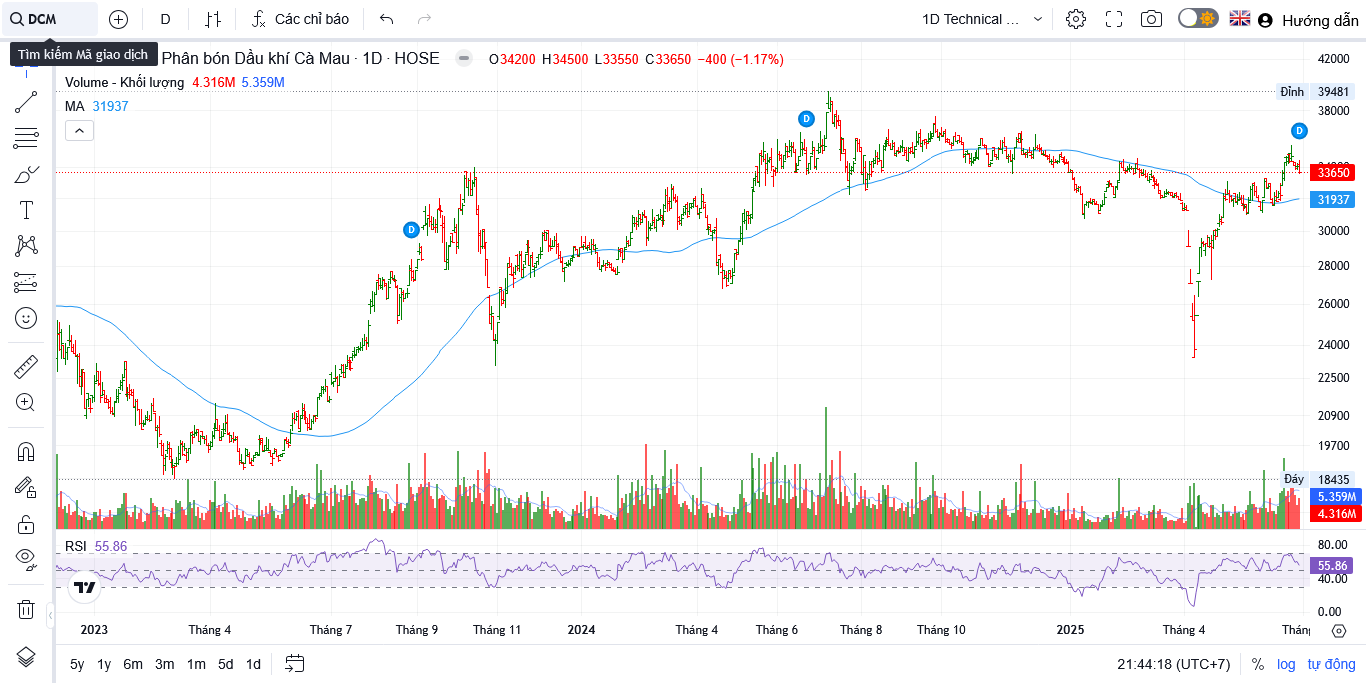 DCM
D
Các chỉ báo
1D Technical ...
Hướng dẫn
Tìm kiếm Mã giao dịch
Phân bón Dầu khí Cà Mau · 1D · HOSE
O34200 H34500 L33550 C33650 −400 (−1.17%)
Volume - Khối lượng 4.316M 5.359M
MA 31937
42000
Đỉnh 39481
38000
D
D
D
33650
31937
30000
28000
26000
24000
22500
20900
19700
Đáy 18435
5.359M
4.316M
RSI 55.86
80.00
55.86
40.00
0.00
2023 Tháng 4 Tháng 7 Tháng 9 Tháng 11 2024 Tháng 4 Tháng 6 Tháng 8 Tháng 10 2025 Tháng 4 Thán
5y 1y 6m 3m 1m 5d 1d
21:44:18 (UTC+7) % log tự động